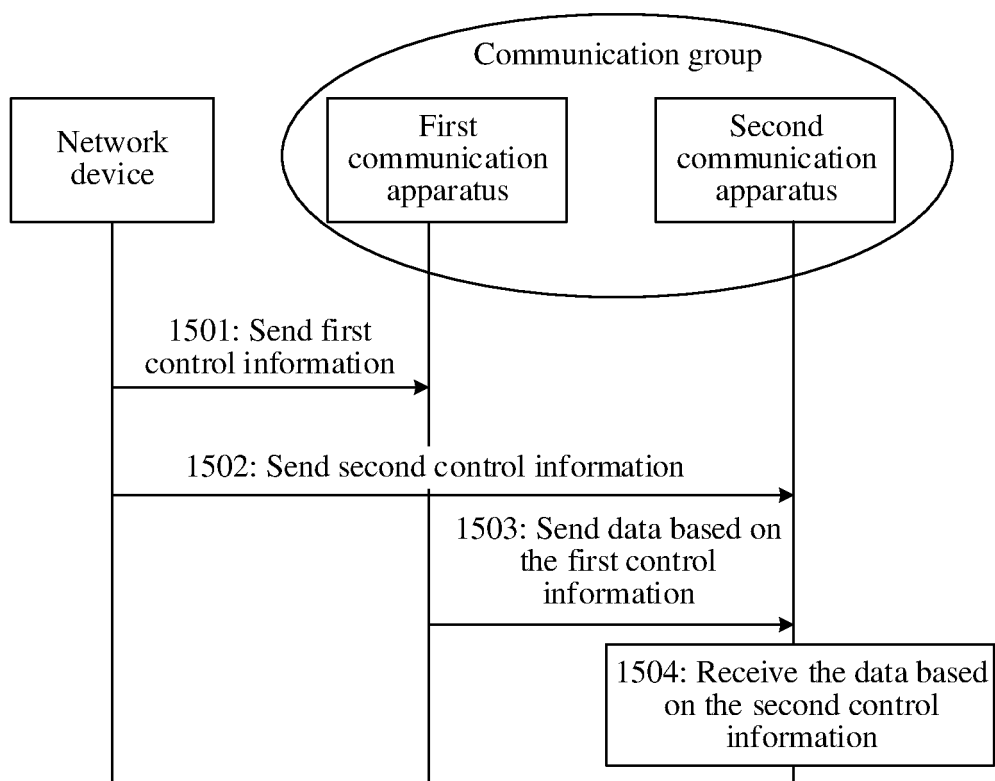 Communication group
Network
device
First
communication
apparatus
Second
communication
apparatus
1501: Send first
control information
1502: Send second control information
1503: Send data based on
the first control
information
1504: Receive the data based
on the second control
information